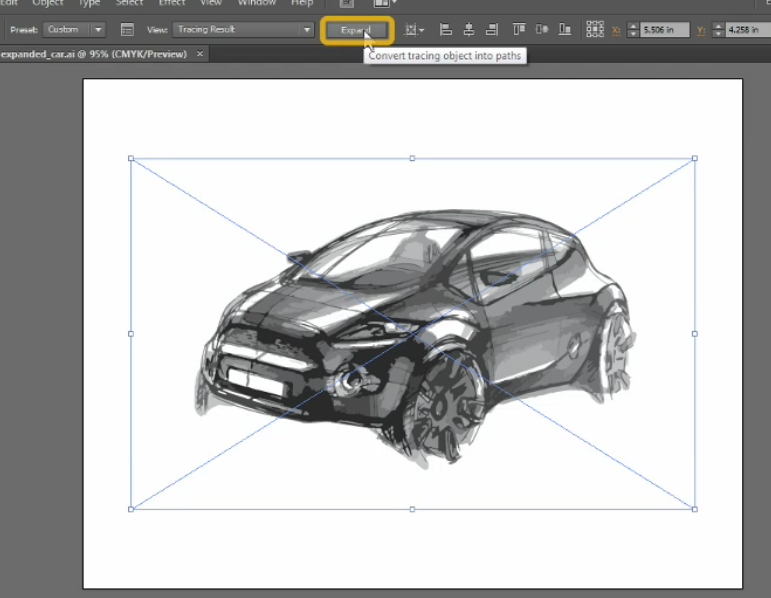 Edit Object Type Select Effect View Window Help
Preset: Custom View: Tracing Result Expand X: 5.506 in Y: 4.258 in
expanded_car.ai @ 95% (CMYK/Preview) ×
Convert tracing object into paths